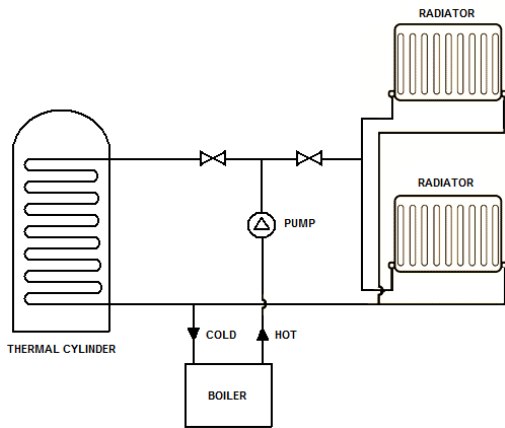 RADIATOR
RADIATOR
PUMP
COLD
HOT
THERMAL CYLINDER
BOILER